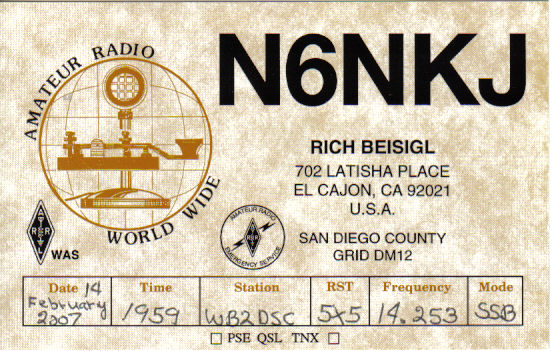 AMATEUR RADIO
WORLD WIDE
N6NKJ
RICH BEISIGL
702 LATISHA PLACE
EL CAJON, CA 92021
U.S.A.
SAN DIEGO COUNTY
GRID DM12
ARRL
WAS
AMATEUR RADIO
ARRL
EMERGENCY SERVICE
Date Time Station RST Frequency Mode
14 February 2007 1959 WB2DSC 5x5 14.253 SSB
PSE QSL TNX